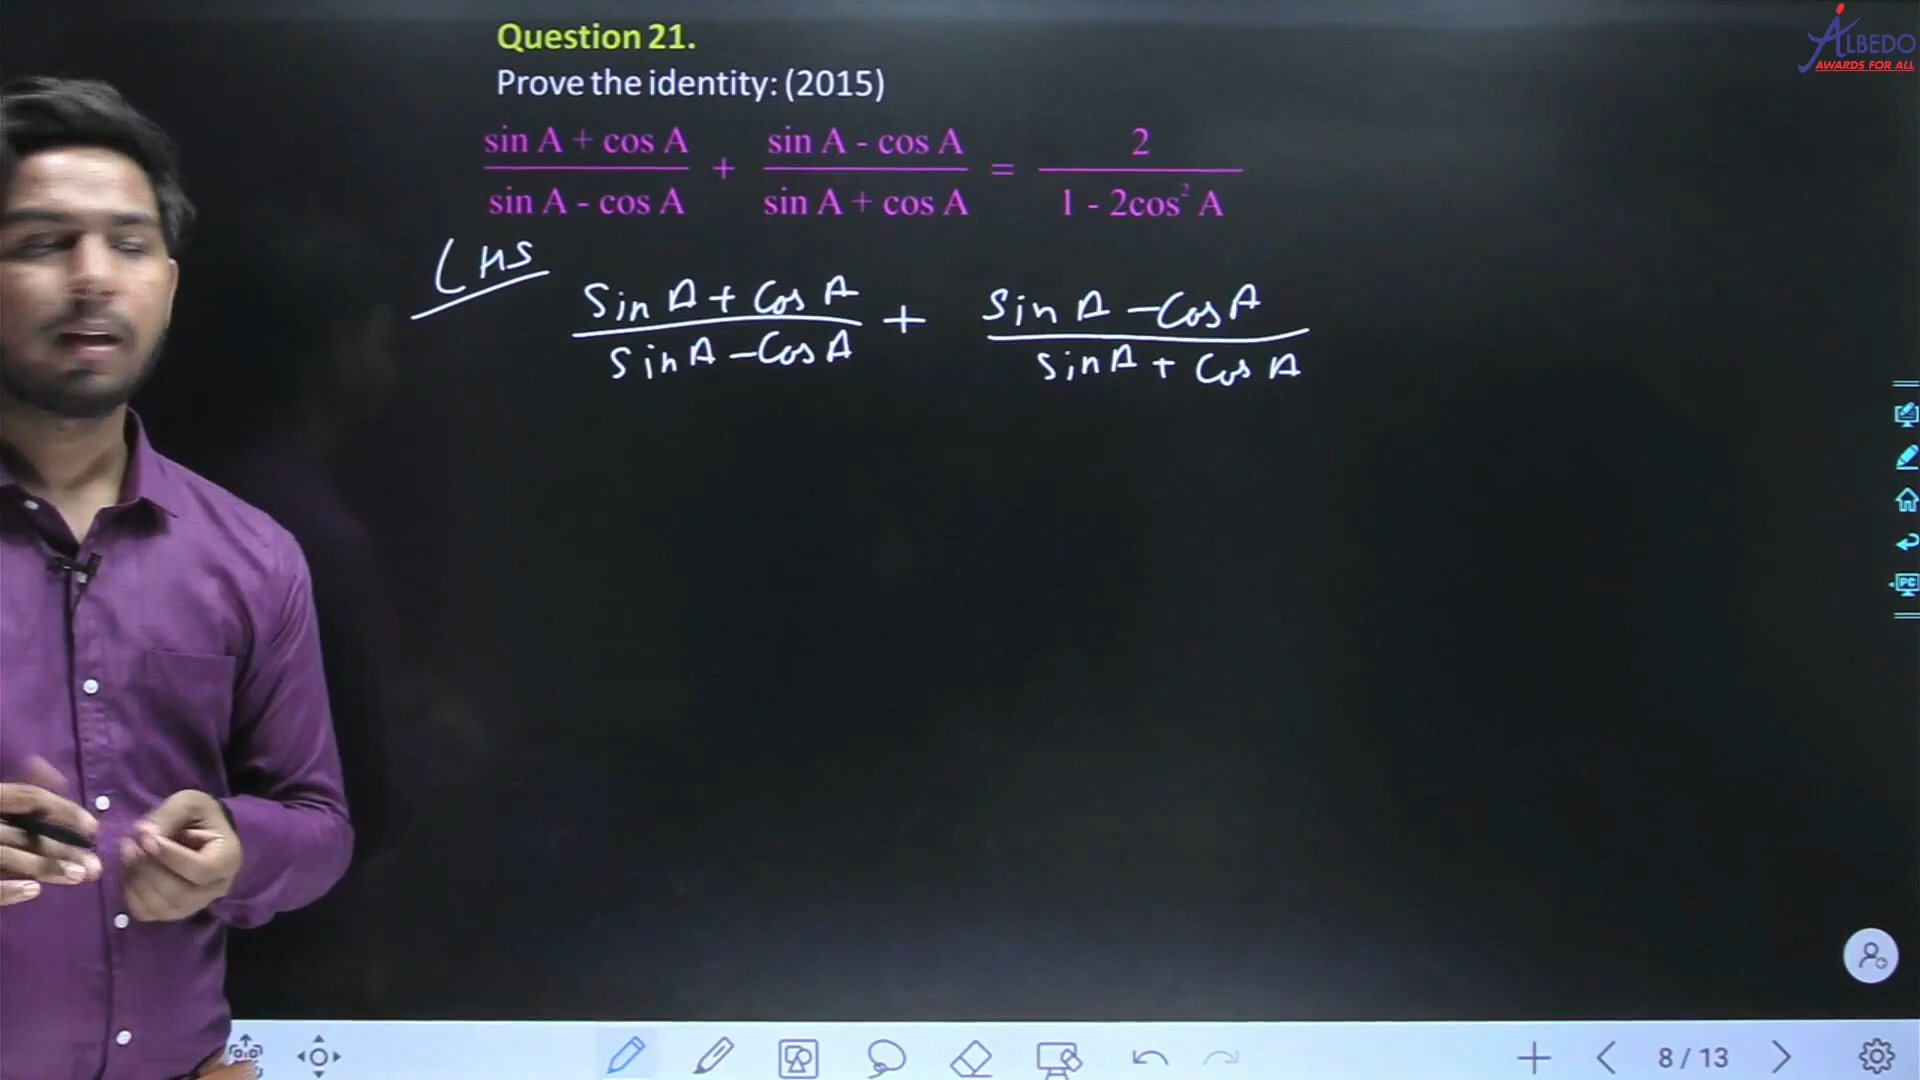 ALBEDO
AWARDS FOR ALL
Question 21.
Prove the identity: (2015)
sin A + cos A / sin A - cos A + sin A - cos A / sin A + cos A = 2 / 1 - 2cos² A
LHS
Sin A + Cos A / Sin A - Cos A + Sin A - Cos A / Sin A + Cos A
PC
8 / 13